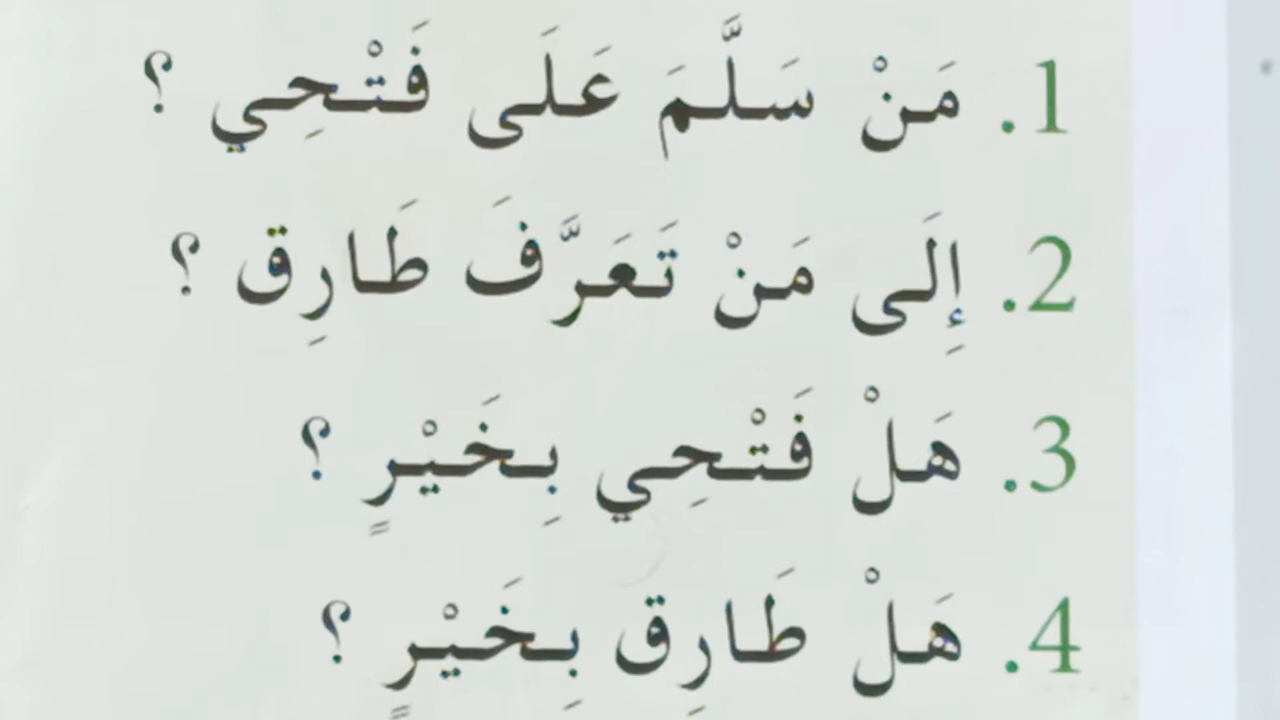 1. مَنْ سَلَّمَ عَلَى فَتْحِي ؟
2. إِلَى مَنْ تَعَرَّفَ طَارِق ؟
3. هَلْ فَتْحِي بِخَيْرٍ ؟
4. هَلْ طَارِق بِخَيْرٍ ؟